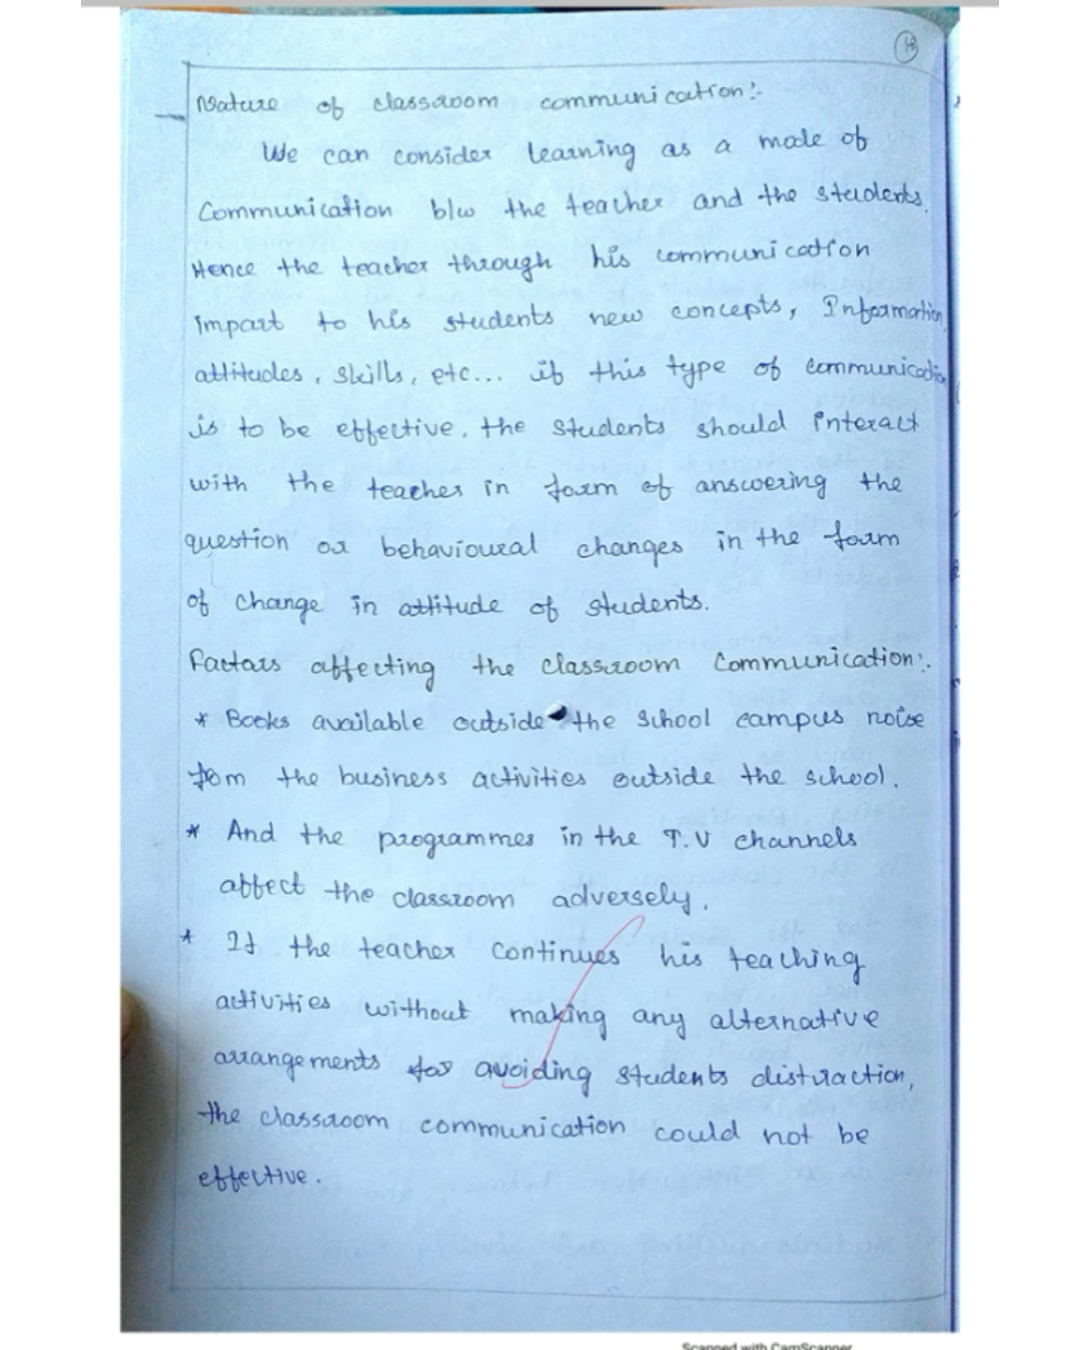 Nature of classroom communication:-
We can consider learning as a mode of
Communication b/w the teacher and the students.
Hence the teacher through his communication
impart to his students new concepts, Information,
attitudes, skills, etc... if this type of communication
is to be effective, the students should interact
with the teacher in form of answering the
question or behavioural changes in the form
of change in attitude of students.
Factors affecting the classroom Communication:-
* Books available outside the school campus noise
fom the business activities outside the school.
* And the programmes in the T.V channels
affect the classroom adversely.
* If the teacher continues his teaching
activities without making any alternative
arrangements for avoiding students distraction,
the classroom communication could not be
effective.
Scanned with CamScanner